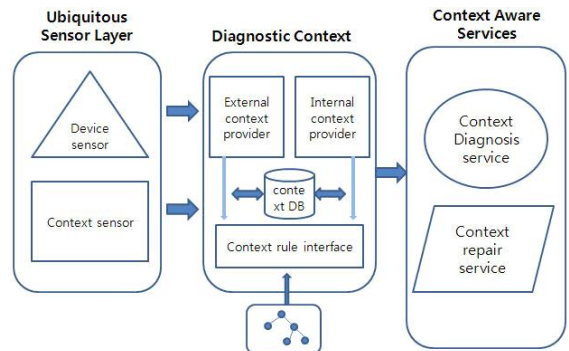 Ubiquitous
Sensor Layer
Device
sensor
Context sensor
Diagnostic Context
External
context
provider
Internal
context
provider
conte
xt DB
Context rule interface
Context Aware
Services
Context
Diagnosis
service
Context
repair
service